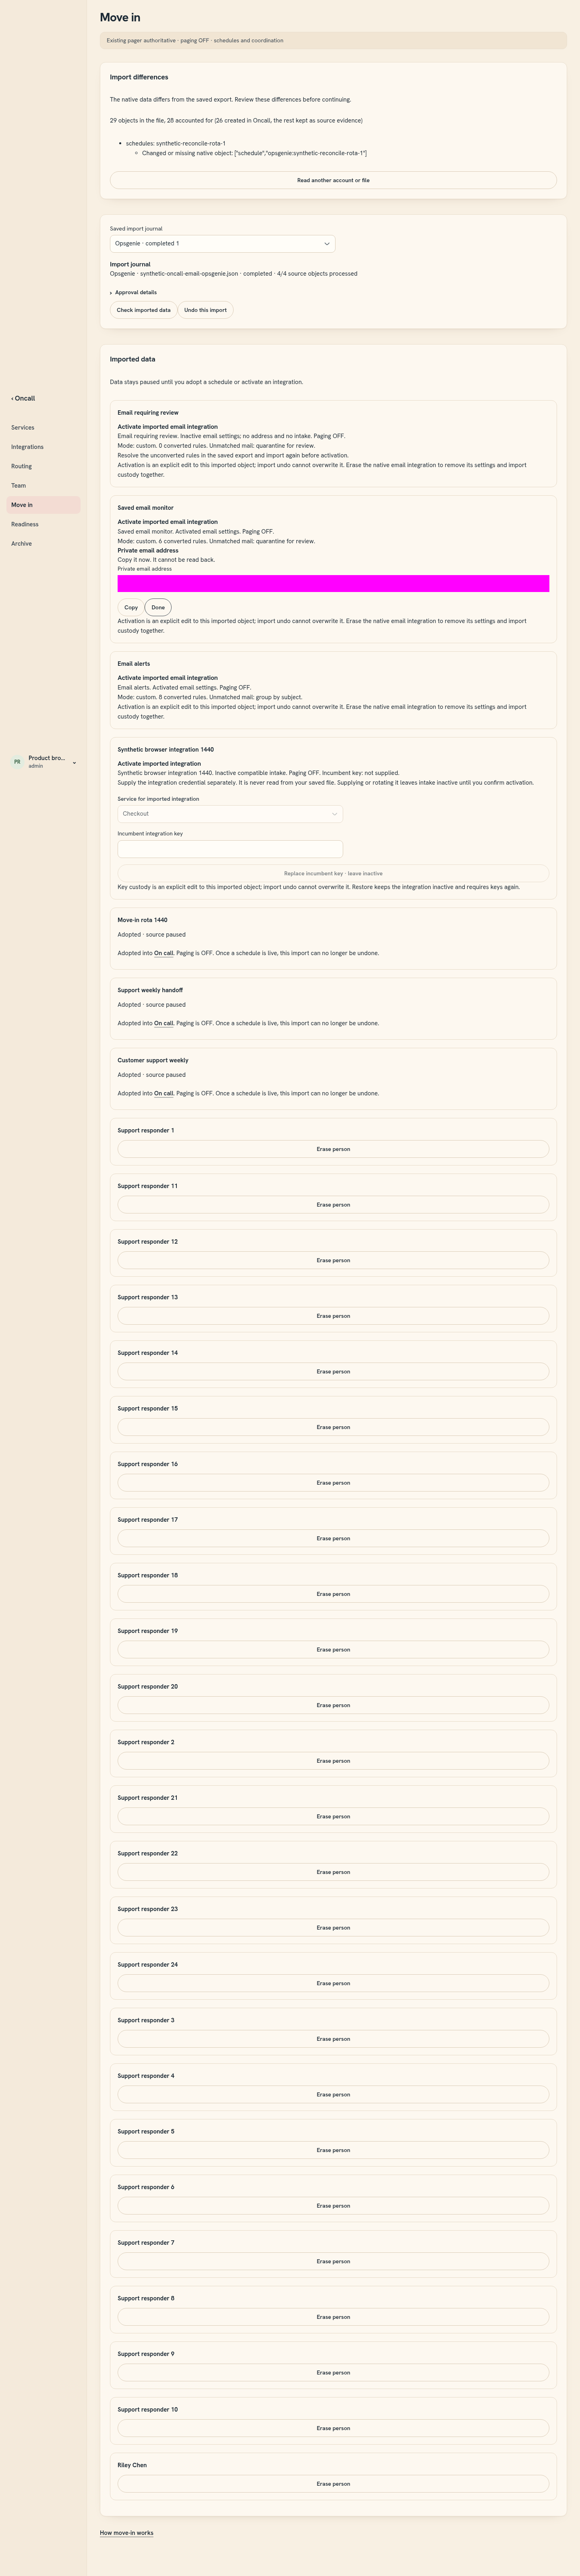 Move in
Existing pager authoritative · paging OFF · schedules and coordination
Import differences
The native data differs from the saved export. Review these differences before continuing.
29 objects in the file, 28 accounted for (26 created in Oncall, the rest kept as source evidence)
schedules: synthetic-reconcile-rota-1
Changed or missing native object: ["schedule","opsgenie:synthetic-reconcile-rota-1"]
Read another account or file
Saved import journal
Opsgenie · completed 1
Import journal
Opsgenie · synthetic-oncall-email-opsgenie.json · completed · 4/4 source objects processed
Approval details
Check imported data
Undo this import
Imported data
Data stays paused until you adopt a schedule or activate an integration.
Email requiring review
Activate imported email integration
Email requiring review. Inactive email settings; no address and no intake. Paging OFF.
Mode: custom. 0 converted rules. Unmatched mail: quarantine for review.
Resolve the unconverted rules in the saved export and import again before activation.
Activation is an explicit edit to this imported object; import undo cannot overwrite it. Erase the native email integration to remove its settings and import
custody together.
‹ Oncall
Services
Integrations
Routing
Team
Move in
Readiness
Archive
Saved email monitor
Activate imported email integration
Saved email monitor. Activated email settings. Paging OFF.
Mode: custom. 6 converted rules. Unmatched mail: quarantine for review.
Private email address
Copy it now. It cannot be read back.
Private email address
Copy
Done
Activation is an explicit edit to this imported object; import undo cannot overwrite it. Erase the native email integration to remove its settings and import
custody together.
Email alerts
Activate imported email integration
Email alerts. Activated email settings. Paging OFF.
Mode: custom. 8 converted rules. Unmatched mail: group by subject.
Activation is an explicit edit to this imported object; import undo cannot overwrite it. Erase the native email integration to remove its settings and import
custody together.
PR
Product bro...
admin
Synthetic browser integration 1440
Activate imported integration
Synthetic browser integration 1440. Inactive compatible intake. Paging OFF. Incumbent key: not supplied.
Supply the integration credential separately. It is never read from your saved file. Supplying or rotating it leaves intake inactive until you confirm activation.
Service for imported integration
Checkout
Incumbent integration key
Replace incumbent key · leave inactive
Key custody is an explicit edit to this imported object; import undo cannot overwrite it. Restore keeps the integration inactive and requires keys again.
Move-in rota 1440
Adopted · source paused
Adopted into On call. Paging is OFF. Once a schedule is live, this import can no longer be undone.
Support weekly handoff
Adopted · source paused
Adopted into On call. Paging is OFF. Once a schedule is live, this import can no longer be undone.
Customer support weekly
Adopted · source paused
Adopted into On call. Paging is OFF. Once a schedule is live, this import can no longer be undone.
Support responder 1
Erase person
Support responder 11
Erase person
Support responder 12
Erase person
Support responder 13
Erase person
Support responder 14
Erase person
Support responder 15
Erase person
Support responder 16
Erase person
Support responder 17
Erase person
Support responder 18
Erase person
Support responder 19
Erase person
Support responder 20
Erase person
Support responder 2
Erase person
Support responder 21
Erase person
Support responder 22
Erase person
Support responder 23
Erase person
Support responder 24
Erase person
Support responder 3
Erase person
Support responder 4
Erase person
Support responder 5
Erase person
Support responder 6
Erase person
Support responder 7
Erase person
Support responder 8
Erase person
Support responder 9
Erase person
Support responder 10
Erase person
Riley Chen
Erase person
How move-in works